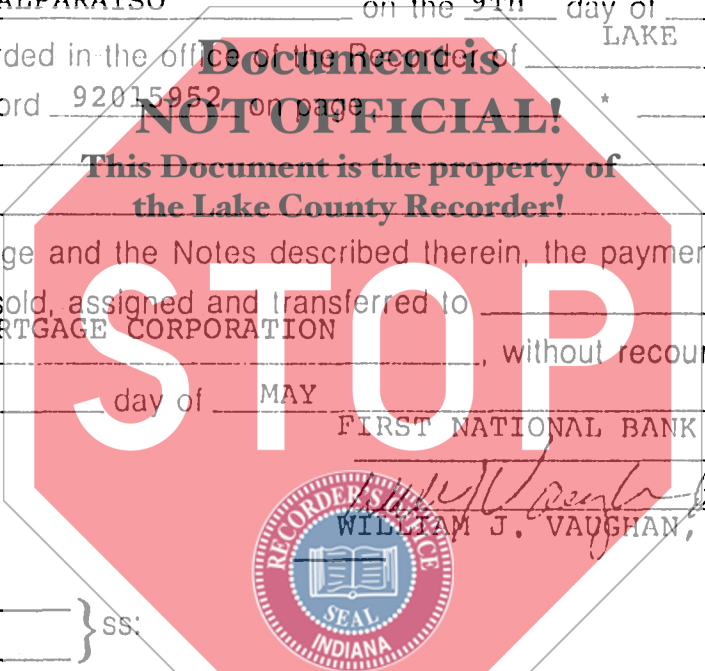 ALPARAISO on the 9th day of
rded in the office of the Recorder of LAKE
Document is
ord 92015952 on page *
NOT OFFICIAL!
This Document is the property of
the Lake County Recorder!
ge and the Notes described therein, the paymen
sold, assigned and transferred to
RTGAGE CORPORATION
, without recour
STOP
day of MAY
FIRST NATIONAL BANK
WILLIAM J. VAUGHAN,
RECORDER'S OFFICE
SEAL
INDIANA
ss: